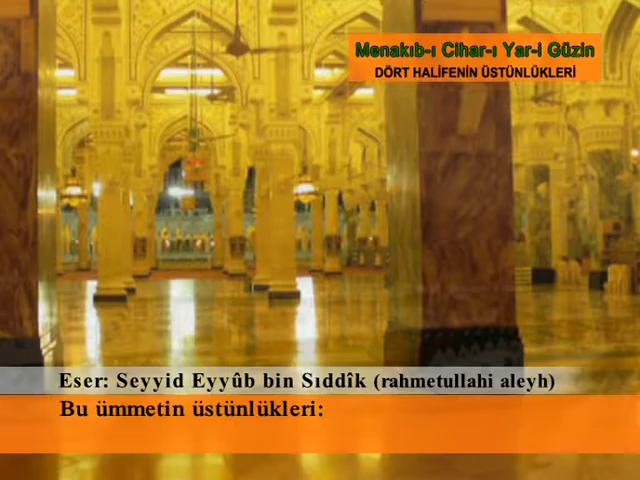 Menakıb-ı Cihar-ı Yar-i Güzin
DÖRT HALİFENİN ÜSTÜNLÜKLERİ
Eser: Seyyid Eyyûb bin Sıddîk (rahmetullahi aleyh)
Bu ümmetin üstünlükleri: